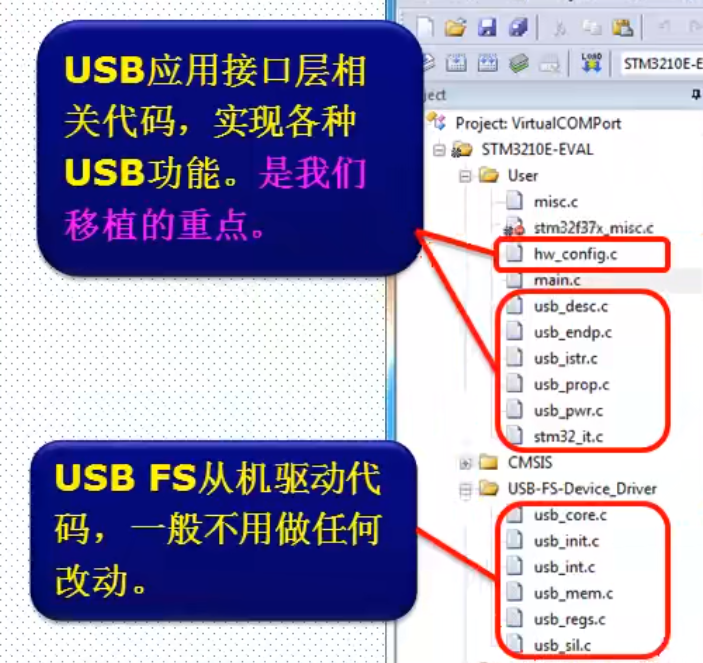 USB应用接口层相
关代码，实现各种
USB功能。是我们
移植的重点。
USB FS从机驱动代
码，一般不用做任何
改动。
LOAD
STM3210E-E
ject
Project: VirtualCOMPort
STM3210E-EVAL
User
misc.c
stm32f37x_misc.c
hw_config.c
main.c
usb_desc.c
usb_endp.c
usb_istr.c
usb_prop.c
usb_pwr.c
stm32_it.c
CMSIS
USB-FS-Device_Driver
usb_core.c
usb_init.c
usb_int.c
usb_mem.c
usb_regs.c
usb_sil.c